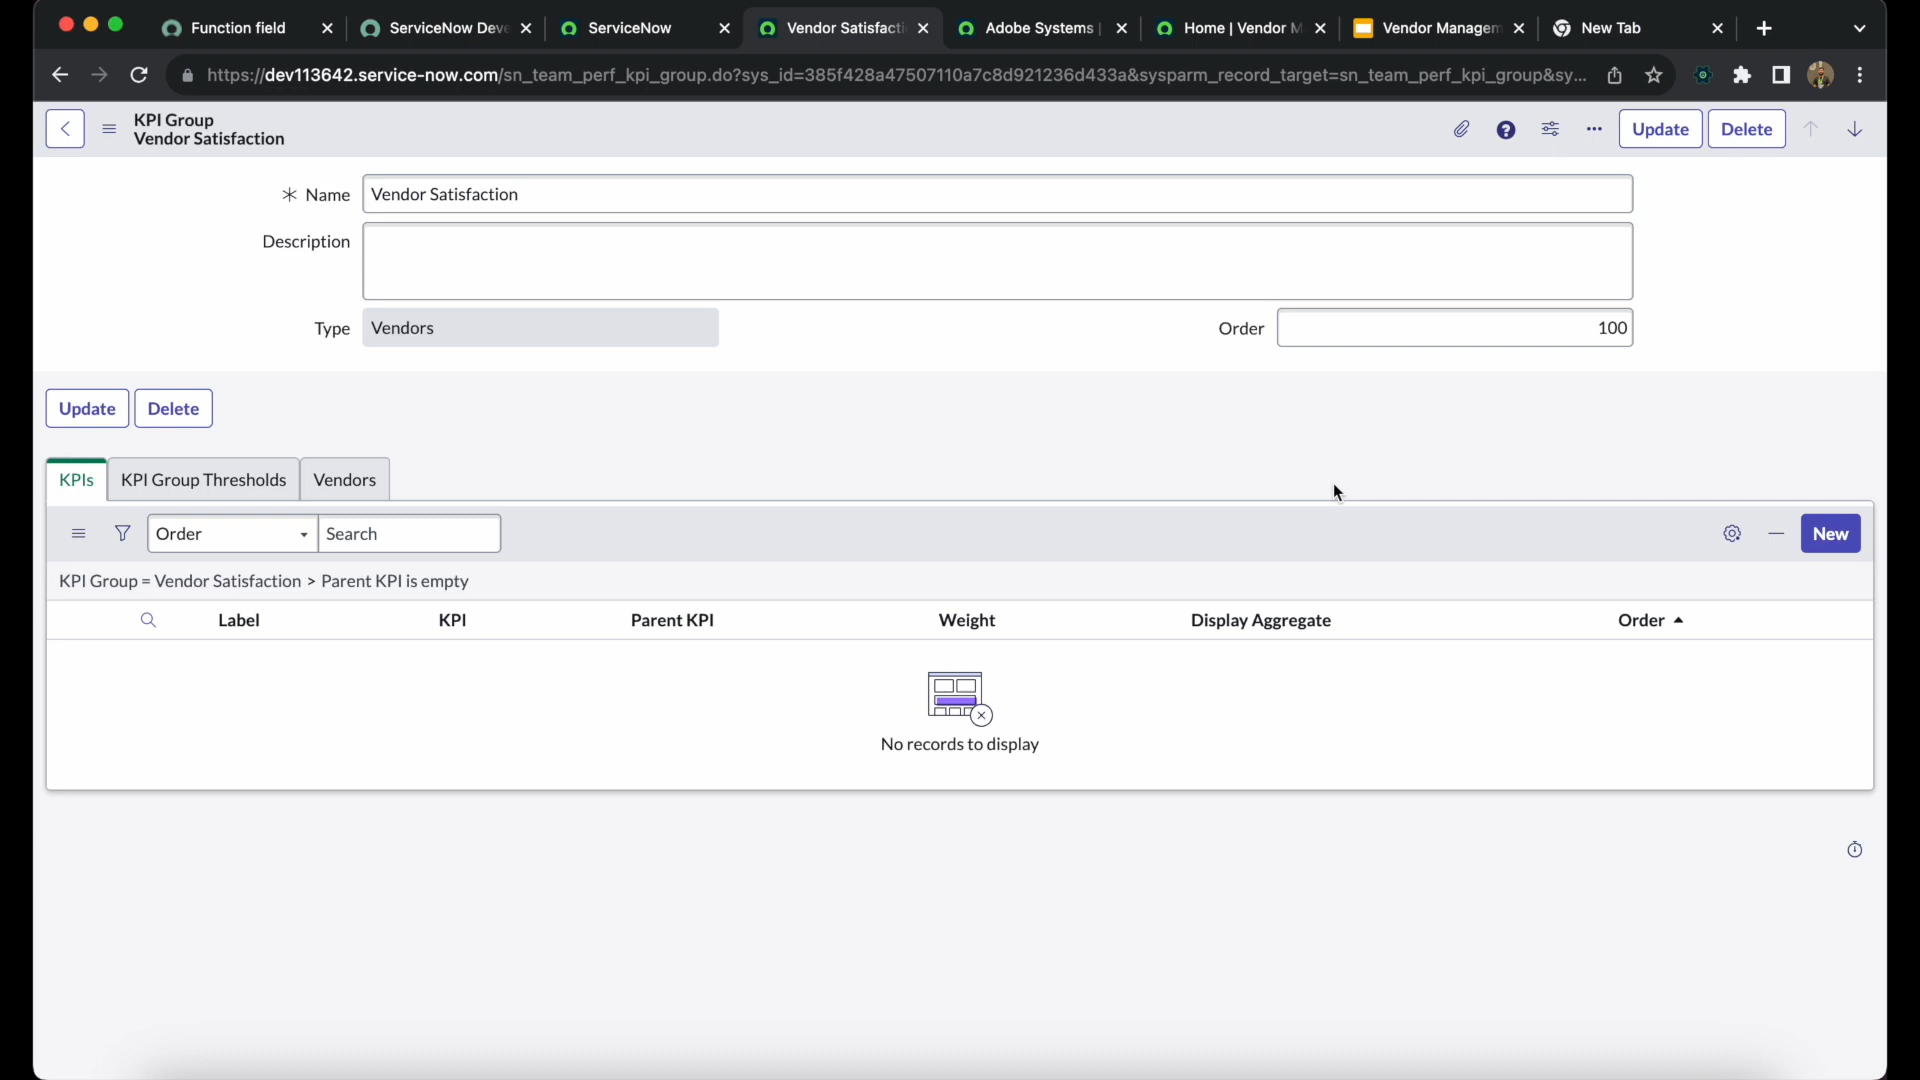 Function field
ServiceNow Deve
ServiceNow
Vendor Satisfacti
Adobe Systems |
Home | Vendor M
Vendor Managem
New Tab
https://dev113642.service-now.com/sn_team_perf_kpi_group.do?sys_id=385f428a47507110a7c8d921236d433a&sysparm_record_target=sn_team_perf_kpi_group&sy...
KPI Group
Vendor Satisfaction
Update
Delete
Name
Vendor Satisfaction
Description
Type
Vendors
Order
100
Update
Delete
KPIs
KPI Group Thresholds
Vendors
Order
Search
New
KPI Group = Vendor Satisfaction > Parent KPI is empty
Label
KPI
Parent KPI
Weight
Display Aggregate
Order
No records to display